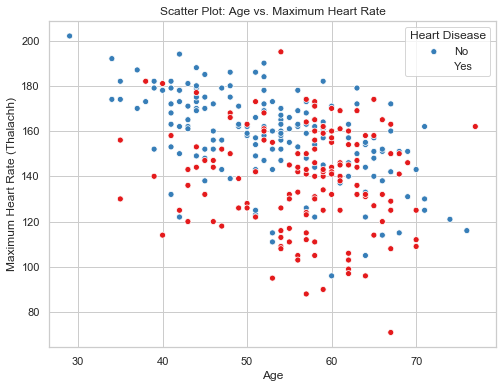 Scatter Plot: Age vs. Maximum Heart Rate
Heart Disease
No
Yes
200
180
160
140
120
100
80
Maximum Heart Rate (Thalachh)
30 40 50 60 70
Age